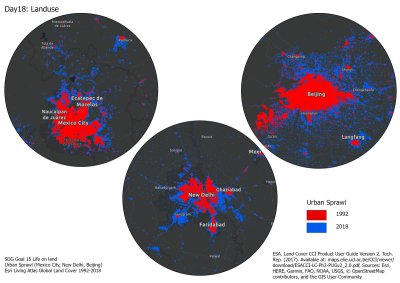 Day18: Landuse
Pachuca
Ecatepec de
Morelos
Naucalpan
de Juárez
Mexico City
Beijing
Langfang
New Delhi
Ghaziabad
Faridabad
Meer
Urban Sprawl
1992
2018
SDG Goal 15 Life on land
Urban Sprawl (Mexico City, New Delhi, Beijing)
Esri Living Atlas Global Land Cover 1992-2018
ESA. Land Cover CCI Product User Guide Version 2. Tech.
Rep. (2017). Available at: maps.elie.ucl.ac.be/CCI/viewer/
download/ESACCI-LC-Ph2-PUGv2_2.0.pdf, Sources: Esri,
HERE, Garmin, FAO, NOAA, USGS, © OpenStreetMap
contributors, and the GIS User Community